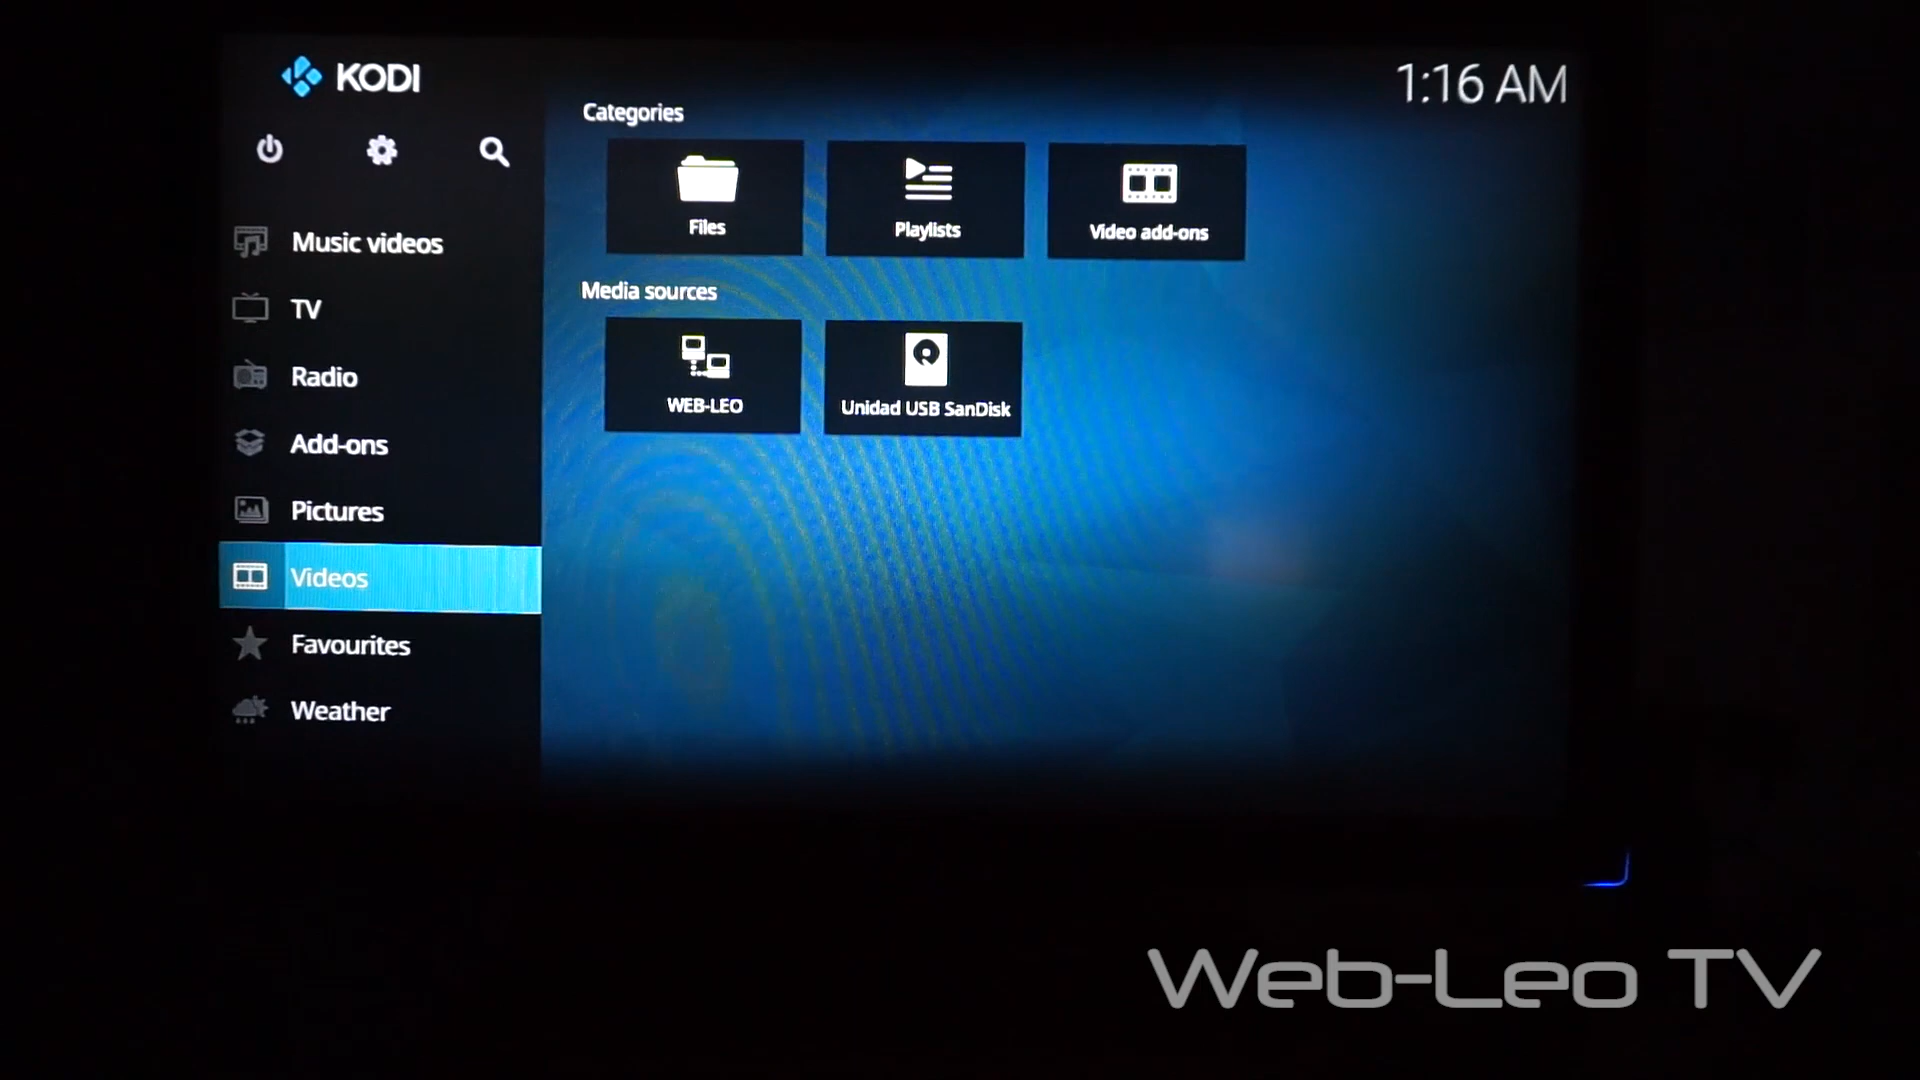 KODI
1:16 AM
Categories
Files
Playlists
Video add-ons
Media sources
WEB-LEO
Unidad USB SanDisk
Music videos
TV
Radio
Add-ons
Pictures
Videos
Favourites
Weather
Web-Leo TV